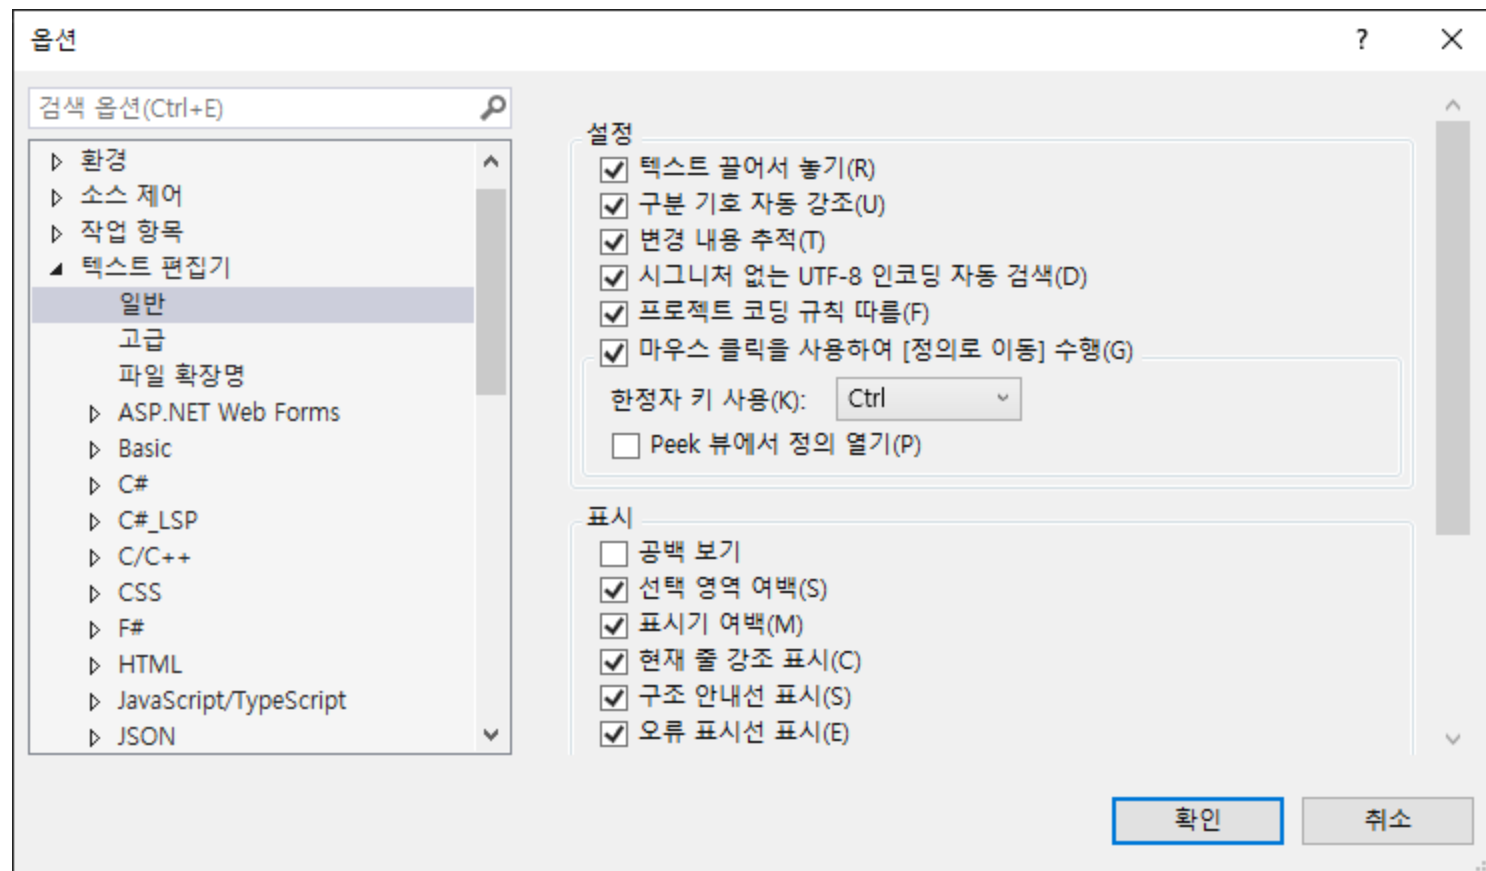 옵션
?
검색 옵션(Ctrl+E)
환경
소스 제어
작업 항목
텍스트 편집기
일반
고급
파일 확장명
ASP.NET Web Forms
Basic
C#
C#_LSP
C/C++
CSS
F#
HTML
JavaScript/TypeScript
JSON
설정
텍스트 끌어서 놓기(R)
구분 기호 자동 강조(U)
변경 내용 추적(T)
시그니처 없는 UTF-8 인코딩 자동 검색(D)
프로젝트 코딩 규칙 따름(F)
마우스 클릭을 사용하여 [정의로 이동] 수행(G)
한정자 키 사용(K): Ctrl
Peek 뷰에서 정의 열기(P)
표시
공백 보기
선택 영역 여백(S)
표시기 여백(M)
현재 줄 강조 표시(C)
구조 안내선 표시(S)
오류 표시선 표시(E)
확인
취소